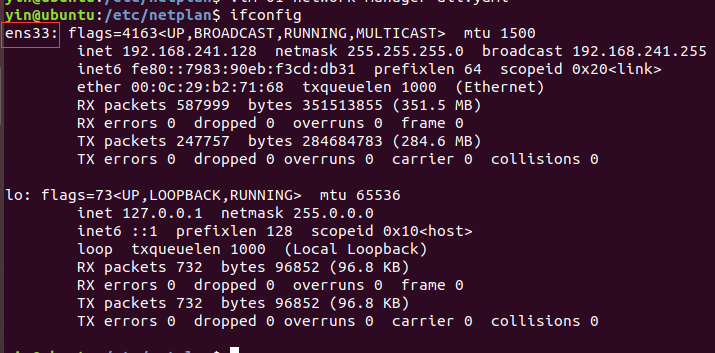 yin@ubuntu:/etc/netplan$ ifconfig
ens33: flags=4163<UP,BROADCAST,RUNNING,MULTICAST>  mtu 1500
        inet 192.168.241.128  netmask 255.255.255.0  broadcast 192.168.241.255
        inet6 fe80::7983:90eb:f3cd:db31  prefixlen 64  scopeid 0x20<link>
        ether 00:0c:29:b2:71:68  txqueuelen 1000  (Ethernet)
        RX packets 587999  bytes 351513855 (351.5 MB)
        RX errors 0  dropped 0  overruns 0  frame 0
        TX packets 247757  bytes 284684783 (284.6 MB)
        TX errors 0  dropped 0 overruns 0  carrier 0  collisions 0

lo: flags=73<UP,LOOPBACK,RUNNING>  mtu 65536
        inet 127.0.0.1  netmask 255.0.0.0
        inet6 ::1  prefixlen 128  scopeid 0x10<host>
        loop  txqueuelen 1000  (Local Loopback)
        RX packets 732  bytes 96852 (96.8 KB)
        RX errors 0  dropped 0  overruns 0  frame 0
        TX packets 732  bytes 96852 (96.8 KB)
        TX errors 0  dropped 0 overruns 0  carrier 0  collisions 0